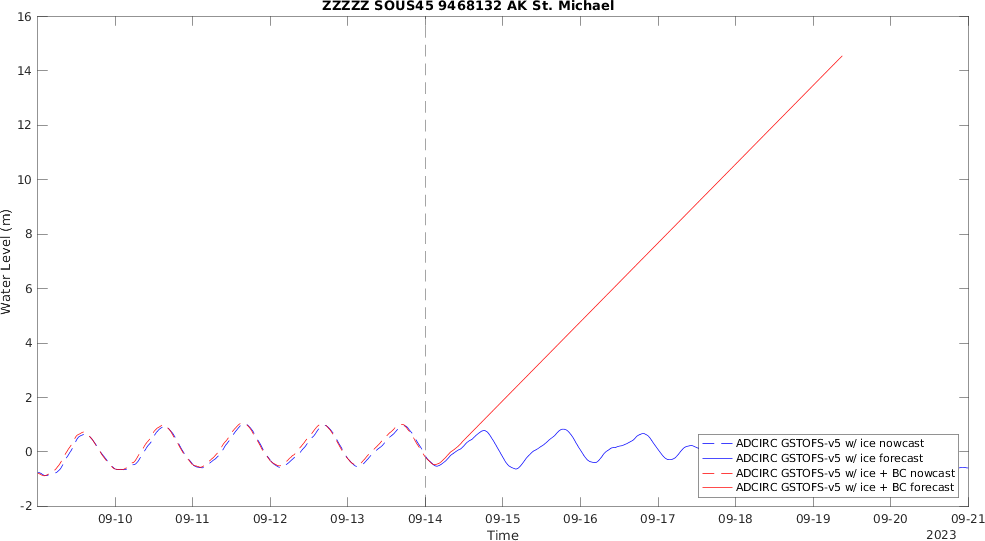 ZZZZZ SOUS45 9468132 AK St. Michael
16
14
12
10
8
6
4
2
0
-2
Water Level (m)
ADCIRC GSTOFS-v5 w/ ice nowcast
ADCIRC GSTOFS-v5 w/ ice forecast
ADCIRC GSTOFS-v5 w/ ice + BC nowcast
ADCIRC GSTOFS-v5 w/ ice + BC forecast
09-10 09-11 09-12 09-13 09-14 09-15 09-16 09-17 09-18 09-19 09-20 09-21
Time
2023